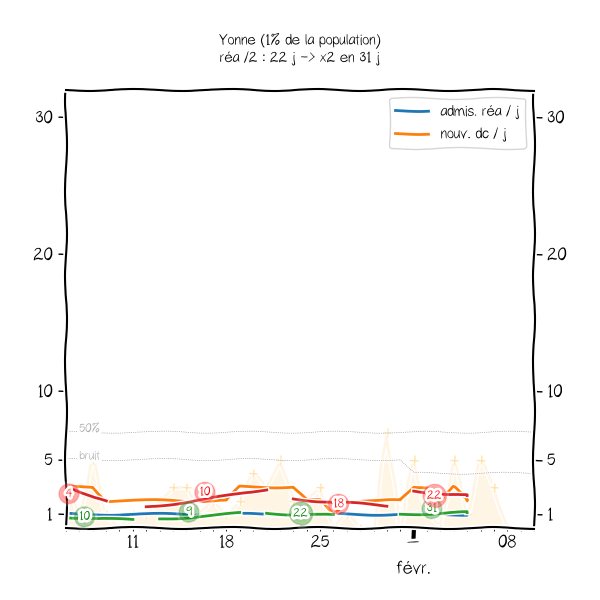 Yonne (1% de la population)
réa /2 : 22 j -> x2 en 31 j
admis. réa / j
nouv. dc / j
30 30
20 20
10 10
50%
bruit
5 5
4 10 22
10 9 22 18 31
1 1
11 18 25 1 08
févr.